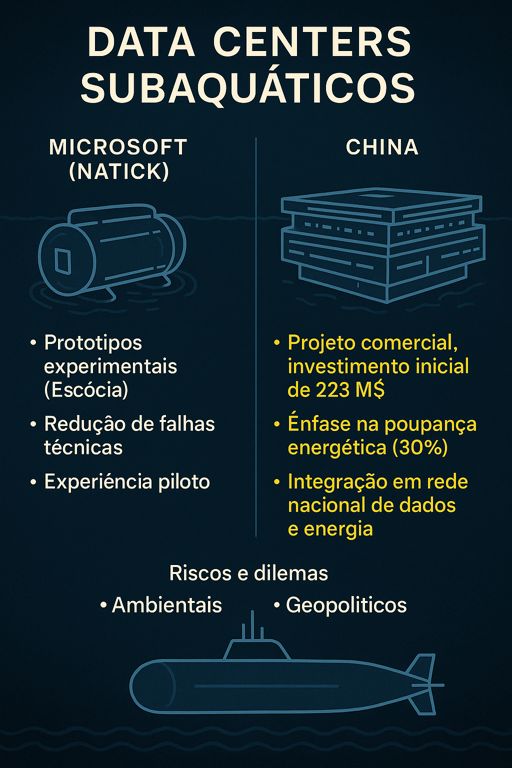 DATA CENTERS
SUBAQUÁTICOS
MICROSOFT
(NATICK)
• Prototipos
experimentais
(Escócia)
• Redução de falhas
técnicas
• Experiéncia piloto
CHINA
• Projeto comercial,
investimento inicial
de 223 M$
• Énfase na poupança
energética (30%)
• Integração em rede
nacional de dados
e energia
Riscos e dilemas
• Ambientais • Geopoliticos